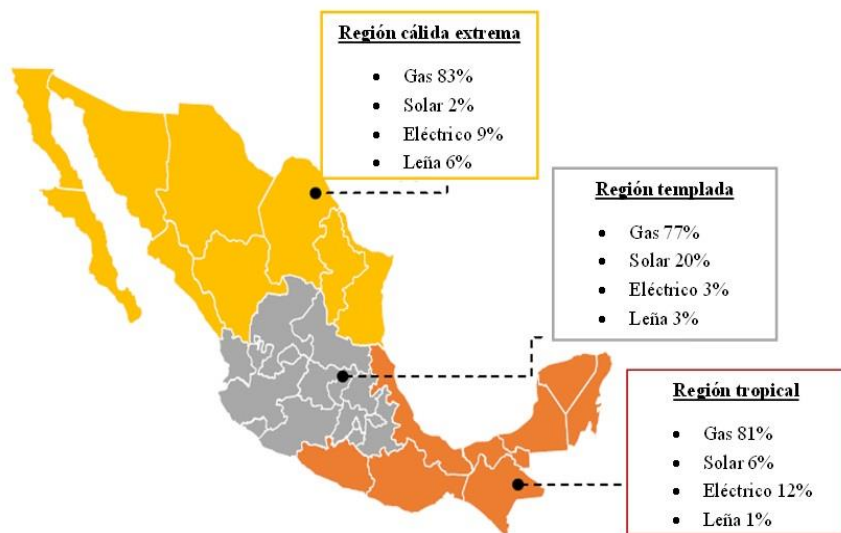 Región cálida extrema
• Gas 83%
• Solar 2%
• Eléctrico 9%
• Leña 6%
Región templada
• Gas 77%
• Solar 20%
• Eléctrico 3%
• Leña 3%
Región tropical
• Gas 81%
• Solar 6%
• Eléctrico 12%
• Leña 1%